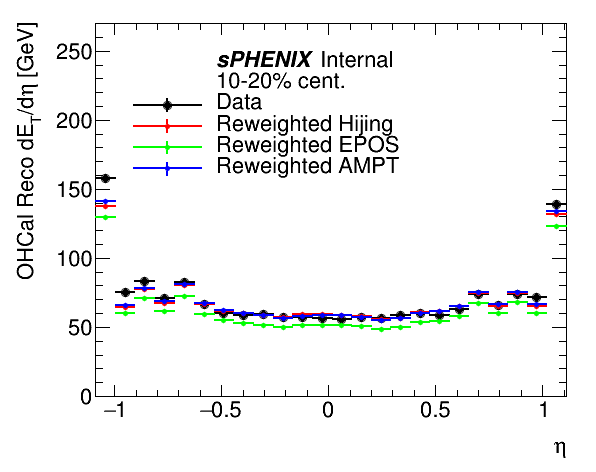 OHCal Reco dE_T/dη [GeV]
250
200
150
100
50
0
sPHENIX Internal
10-20% cent.
Data
Reweighted Hijing
Reweighted EPOS
Reweighted AMPT
−1 −0.5 0 0.5 1
η